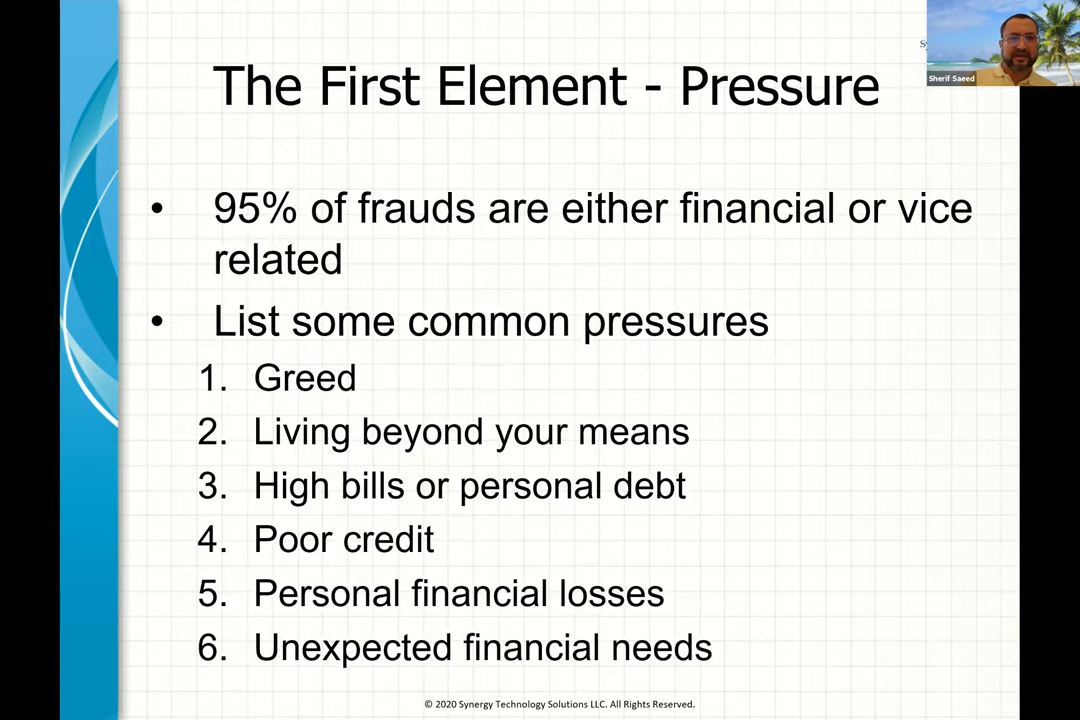 The First Element - Pressure
Sherif Saeed
• 95% of frauds are either financial or vice
related
• List some common pressures
1. Greed
2. Living beyond your means
3. High bills or personal debt
4. Poor credit
5. Personal financial losses
6. Unexpected financial needs
© 2020 Synergy Technology Solutions LLC. All Rights Reserved.